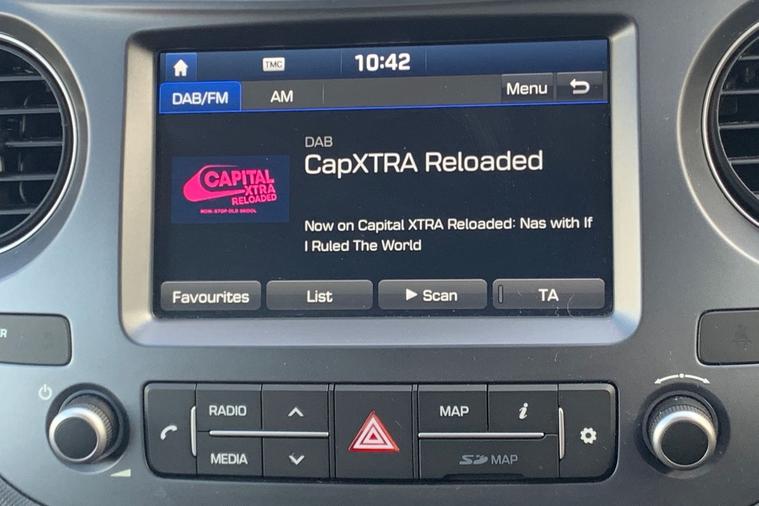 TMC
10:42
DAB/FM
AM
Menu
DAB
CapXTRA Reloaded
CAPITAL
XTRA
RELOADED
NON-STOP OLD SKOOL
Now on Capital XTRA Reloaded: Nas with If
I Ruled The World
Favourites
List
Scan
TA
ER
RADIO
MEDIA
MAP
i
SD MAP